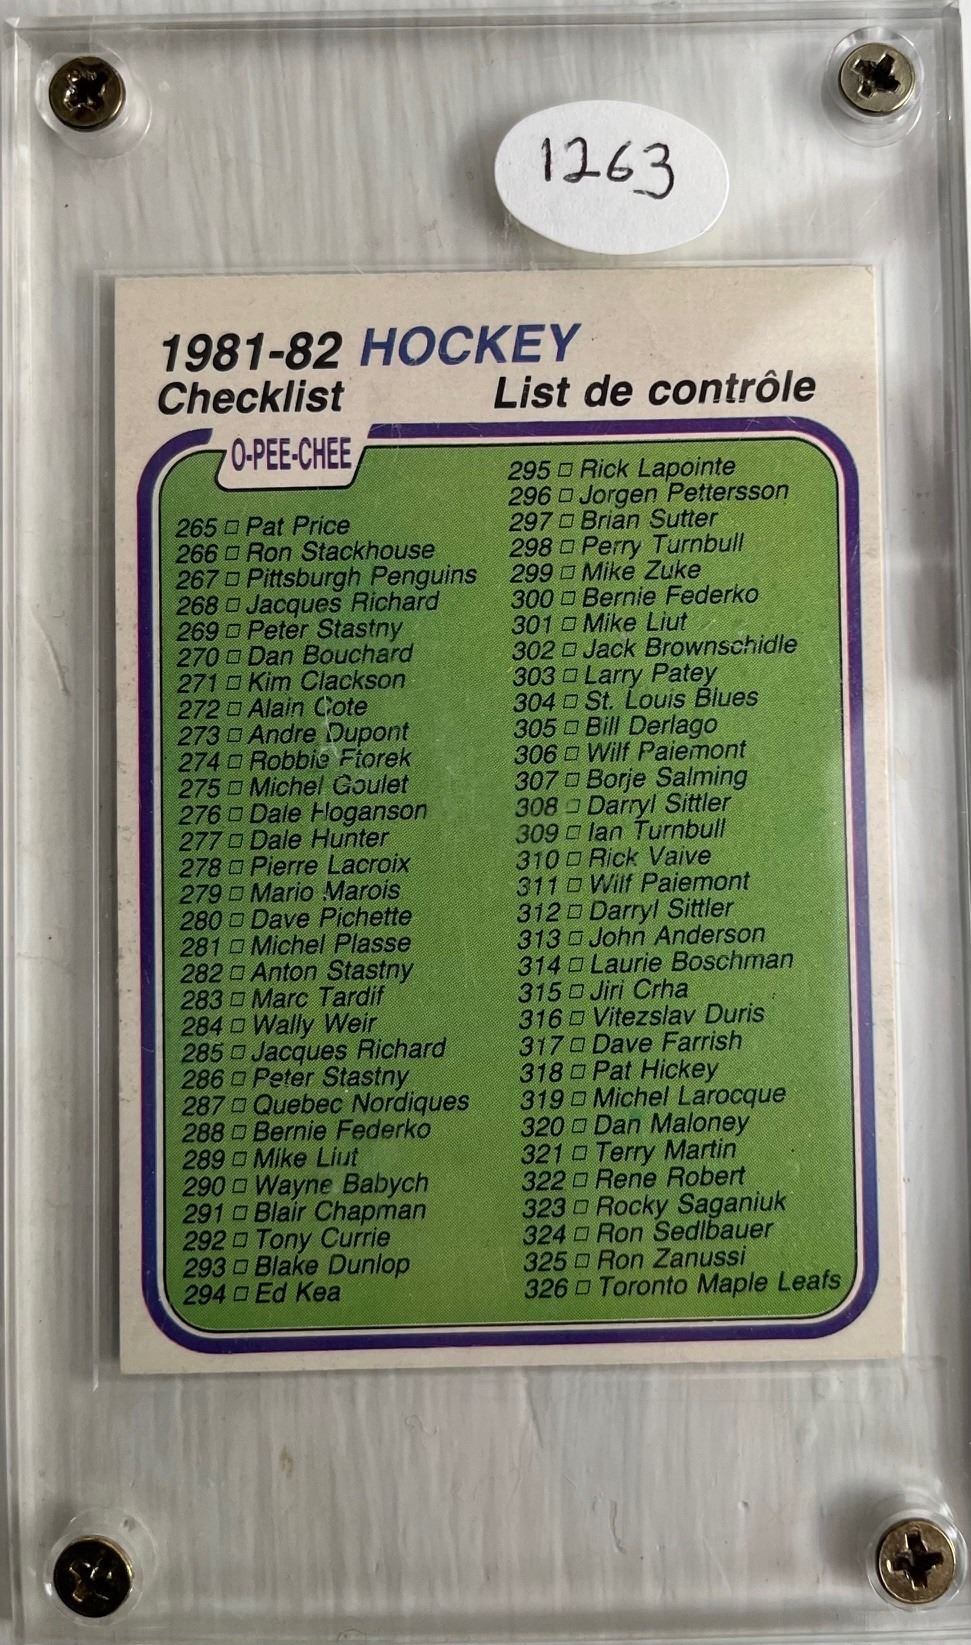 1263
1981-82 HOCKEY
Checklist List de contrôle
O-PEE-CHEE
265 □ Pat Price
266 □ Ron Stackhouse
267 □ Pittsburgh Penguins
268 □ Jacques Richard
269 □ Peter Stastny
270 □ Dan Bouchard
271 □ Kim Clackson
272 □ Alain Cote
273 □ Andre Dupont
274 □ Robbie Ftorek
275 □ Michel Goulet
276 □ Dale Hoganson
277 □ Dale Hunter
278 □ Pierre Lacroix
279 □ Mario Marois
280 □ Dave Pichette
281 □ Michel Plasse
282 □ Anton Stastny
283 □ Marc Tardif
284 □ Wally Weir
285 □ Jacques Richard
286 □ Peter Stastny
287 □ Quebec Nordiques
288 □ Bernie Federko
289 □ Mike Liut
290 □ Wayne Babych
291 □ Blair Chapman
292 □ Tony Currie
293 □ Blake Dunlop
294 □ Ed Kea
295 □ Rick Lapointe
296 □ Jorgen Pettersson
297 □ Brian Sutter
298 □ Perry Turnbull
299 □ Mike Zuke
300 □ Bernie Federko
301 □ Mike Liut
302 □ Jack Brownschidle
303 □ Larry Patey
304 □ St. Louis Blues
305 □ Bill Derlago
306 □ Wilf Paiemont
307 □ Borje Salming
308 □ Darryl Sittler
309 □ Ian Turnbull
310 □ Rick Vaive
311 □ Wilf Paiemont
312 □ Darryl Sittler
313 □ John Anderson
314 □ Laurie Boschman
315 □ Jiri Crha
316 □ Vitezslav Duris
317 □ Dave Farrish
318 □ Pat Hickey
319 □ Michel Larocque
320 □ Dan Maloney
321 □ Terry Martin
322 □ Rene Robert
323 □ Rocky Saganiuk
324 □ Ron Sedlbauer
325 □ Ron Zanussi
326 □ Toronto Maple Leafs